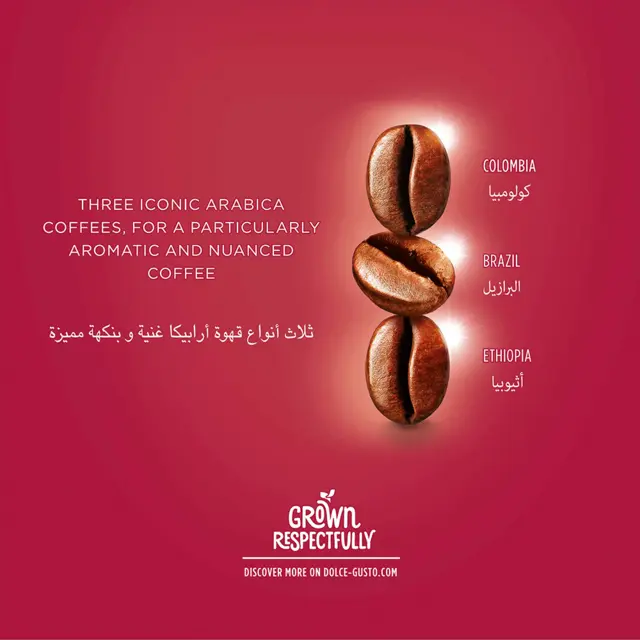 THREE ICONIC ARABICA
COFFEES, FOR A PARTICULARLY
AROMATIC AND NUANCED
COFFEE
ثلاث أنواع قهوة أرابيكا غنية و بنكهة مميزة
COLOMBIA
كولومبيا
BRAZIL
البرازيل
ETHIOPIA
أثيوبيا
GROWN
RESPECTFULLY
DISCOVER MORE ON DOLCE-GUSTO.COM